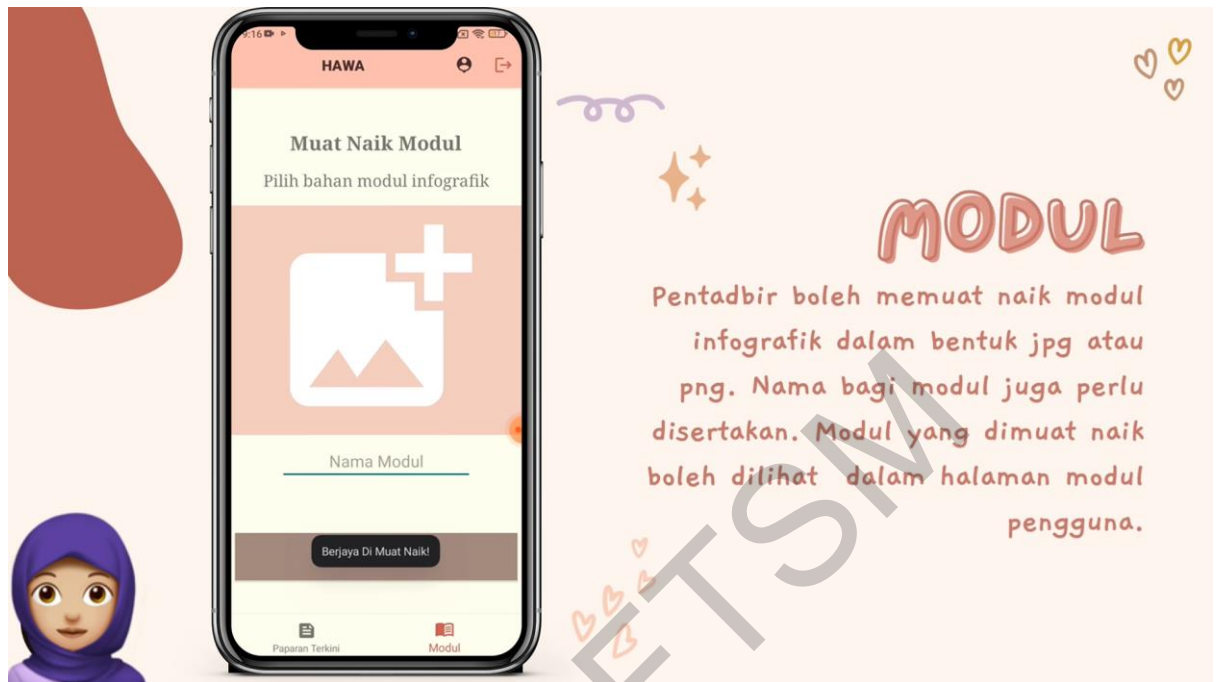 9:16
HAWA
Muat Naik Modul
Pilih bahan modul infografik
Nama Modul
Berjaya Di Muat Naik!
Paparan Terkini
Modul
MODUL
Pentadbir boleh memuat naik modul
infografik dalam bentuk jpg atau
png. Nama bagi modul juga perlu
disertakan. Modul yang dimuat naik
boleh dilihat dalam halaman modul
pengguna.
ETSM